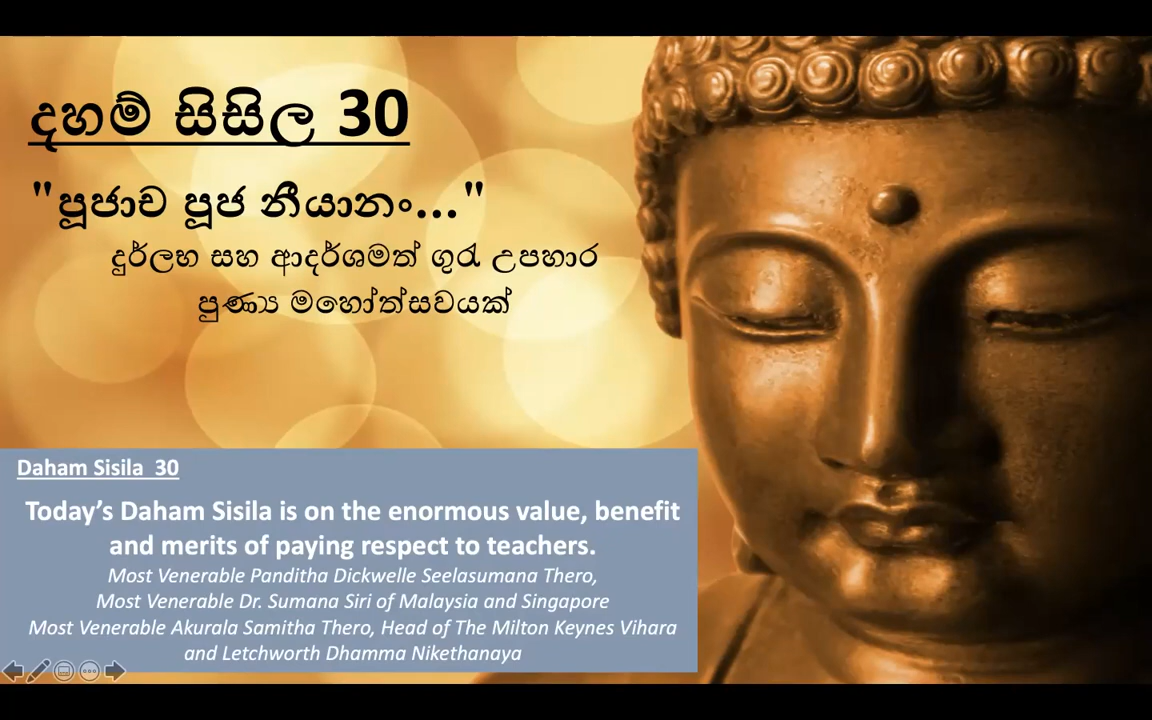 දහම් සිසිල 30
"පූජාච පූජ නීයානං..."
දුර්ලභ සහ ආදර්ශමත් ගුරු උපහාර
පුණ්‍ය මහෝත්සවයක්
Daham Sisila 30
Today’s Daham Sisila is on the enormous value, benefit
and merits of paying respect to teachers.
Most Venerable Panditha Dickwelle Seelasumana Thero,
Most Venerable Dr. Sumana Siri of Malaysia and Singapore
Most Venerable Akurala Samitha Thero, Head of The Milton Keynes Vihara
and Letchworth Dhamma Nikethanaya